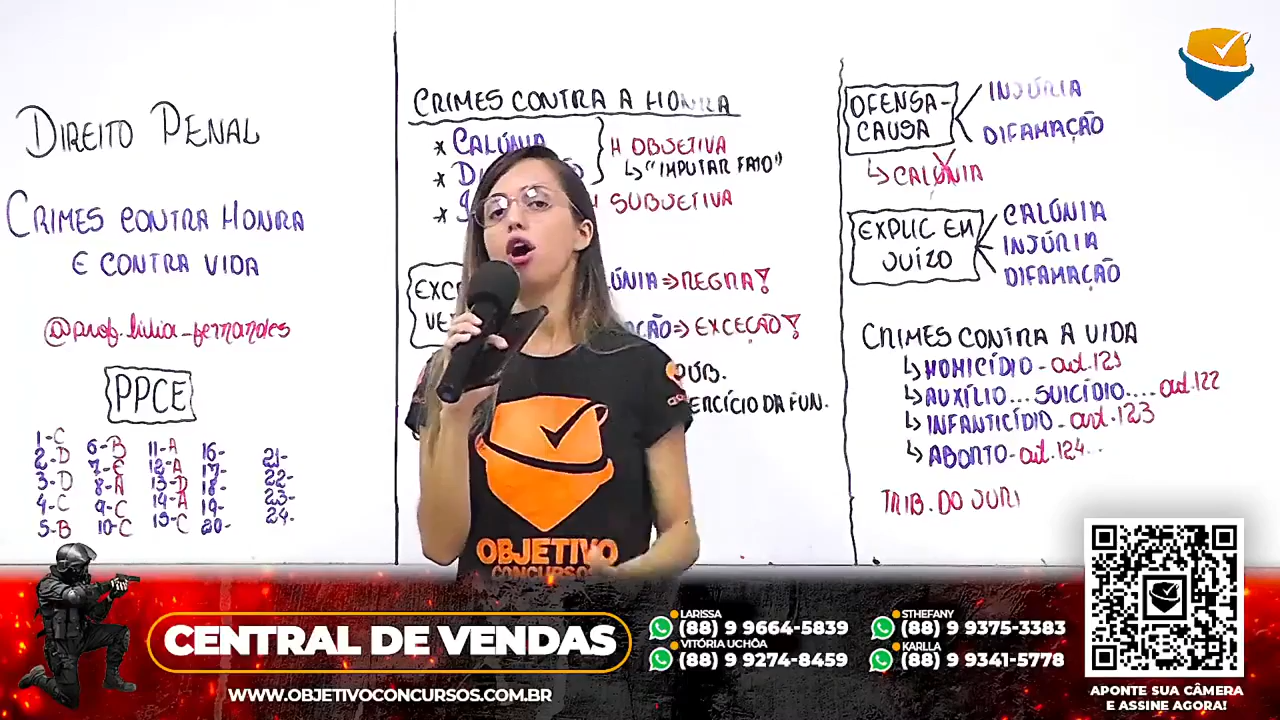 DIREITO PENAL
CRIMES CONTRA HONRA
E CONTRA VIDA
@prof.lilia_fernandes
PPCE
1-C 6-B 11-A 16- 21-
2-D 7-E 12-A 17- 22-
3-D 8-A 13-D 18- 23-
4-C 9-C 14-A 19- 24-
5-B 10-C 15-C 20-
CRIMES CONTRA A HONRA
* CALÚNIA
H OBJETIVA
↳ "IMPUTAR FATO"
SUBJETIVA
LÚNIA ⇒ REGRA!
AÇÃO ⇒ EXCEÇÃO!
PÚB.
ERCÍCIO DA FUN.
OFENSA-
CAUSA
INJÚRIA
DIFAMAÇÃO
↳ CALÚNIA
EXPLIC EM
JUÍZO
CALÚNIA
INJÚRIA
DIFAMAÇÃO
CRIMES CONTRA A VIDA
↳ HOMICÍDIO - art.121
↳ AUXÍLIO... SUICÍDIO.... art.122
↳ INFANTICÍDIO - art.123
↳ ABORTO - art.124...
TRIB. DO JURI
OBJETIVO
CONCURSOS
CENTRAL DE VENDAS
WWW.OBJETIVOCONCURSOS.COM.BR
LARISSA
(88) 9 9664-5839
VITÓRIA UCHÔA
(88) 9 9274-8459
STHEFANY
(88) 9 9375-3383
KARLLA
(88) 9 9341-5778
APONTE SUA CÂMERA
E ASSINE AGORA!